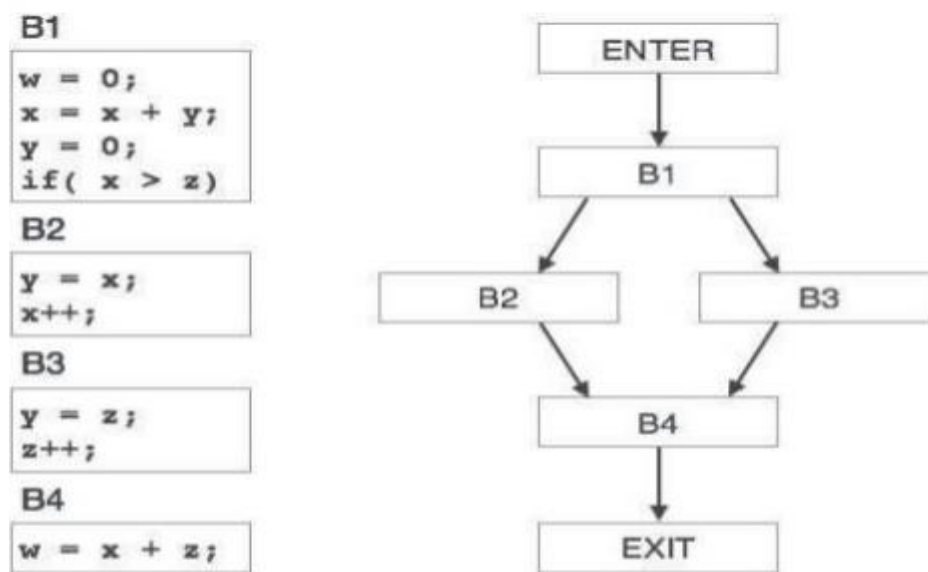 B1
w = 0;
x = x + y;
y = 0;
if( x > z)
B2
y = x;
x++;
B3
y = z;
z++;
B4
w = x + z;
ENTER
B1
B2
B3
B4
EXIT